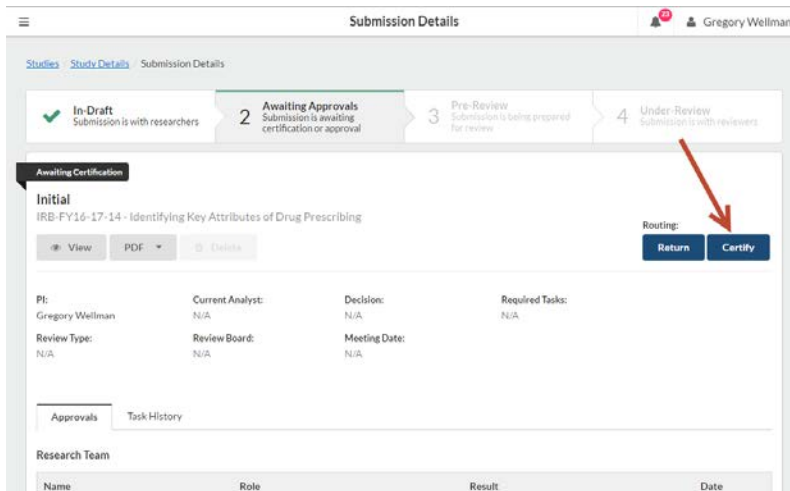 Submission Details
23
Gregory Wellman
Studies Study Details Submission Details
In-Draft
Submission is with researchers
2
Awaiting Approvals
Submission is awaiting
certification or approval
3
Pre-Review
Submission is being prepared
for review
4
Under-Review
Submission is with reviewers
Awaiting Certification
Initial
IRB-FY16-17-14 - Identifying Key Attributes of Drug Prescribing
Routing:
View PDF Delete Return Certify
PI: Current Analyst: Decision: Required Tasks:
Gregory Wellman N/A N/A N/A
Review Type: Review Board: Meeting Date:
N/A N/A N/A
Approvals Task History
Research Team
Name Role Result Date